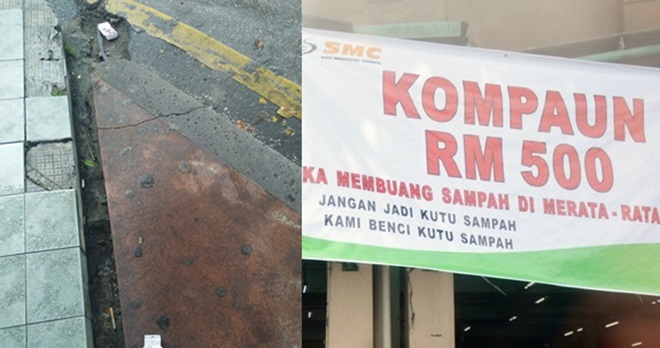 SMC
KOMPAUN
RM 500
KA MEMBUANG SAMPAH DI MERATA-RATA
JANGAN JADI KUTU SAMPAH
KAMI BENCI KUTU SAMPAH